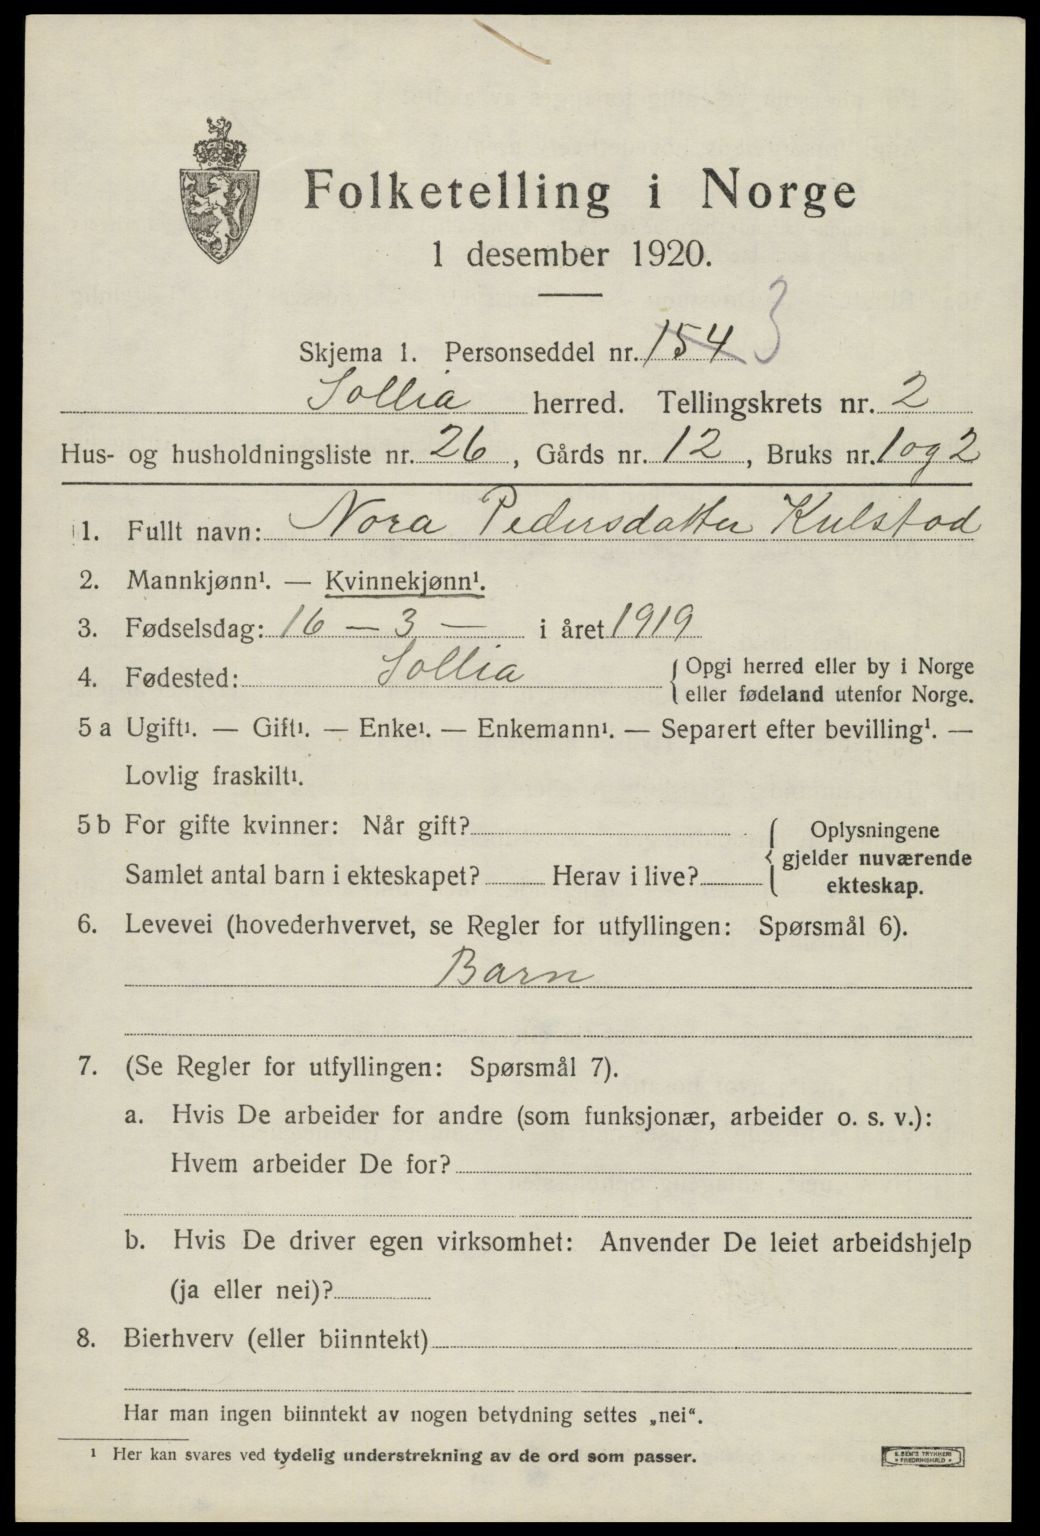 Folketelling i Norge
1 desember 1920.
Skjema 1. Personseddel nr. 154 3
Sollia herred. Tellingskrets nr. 2
Hus- og husholdningsliste nr. 26, Gårds nr. 12, Bruks nr. 1 og 2
1. Fullt navn: Nora Pedersdatter Kulstad
2. Mannkjønn¹. — Kvinnekjønn¹.
3. Fødselsdag: 16 — 3 — i året 1919
4. Fødested: Sollia { Opgi herred eller by i Norge
eller fødeland utenfor Norge.
5 a Ugift¹. — Gift¹. — Enke¹. — Enkemann¹. — Separert efter bevilling¹. —
Lovlig fraskilt¹.
5 b For gifte kvinner: Når gift?
Samlet antal barn i ekteskapet? Herav i live?
{ Oplysningene
gjelder nuværende
ekteskap.
6. Levevei (hovederhvervet, se Regler for utfyllingen: Spørsmål 6).
Barn
7. (Se Regler for utfyllingen: Spørsmål 7).
a. Hvis De arbeider for andre (som funksjonær, arbeider o. s. v.):
Hvem arbeider De for?
b. Hvis De driver egen virksomhet: Anvender De leiet arbeidshjelp
(ja eller nei)?
8. Bierhverv (eller biinntekt)
Har man ingen biinntekt av nogen betydning settes „nei“.
¹ Her kan svares ved tydelig understrekning av de ord som passer.
E. SEM'S TRYKKERI
• FREDRIKSHALD •